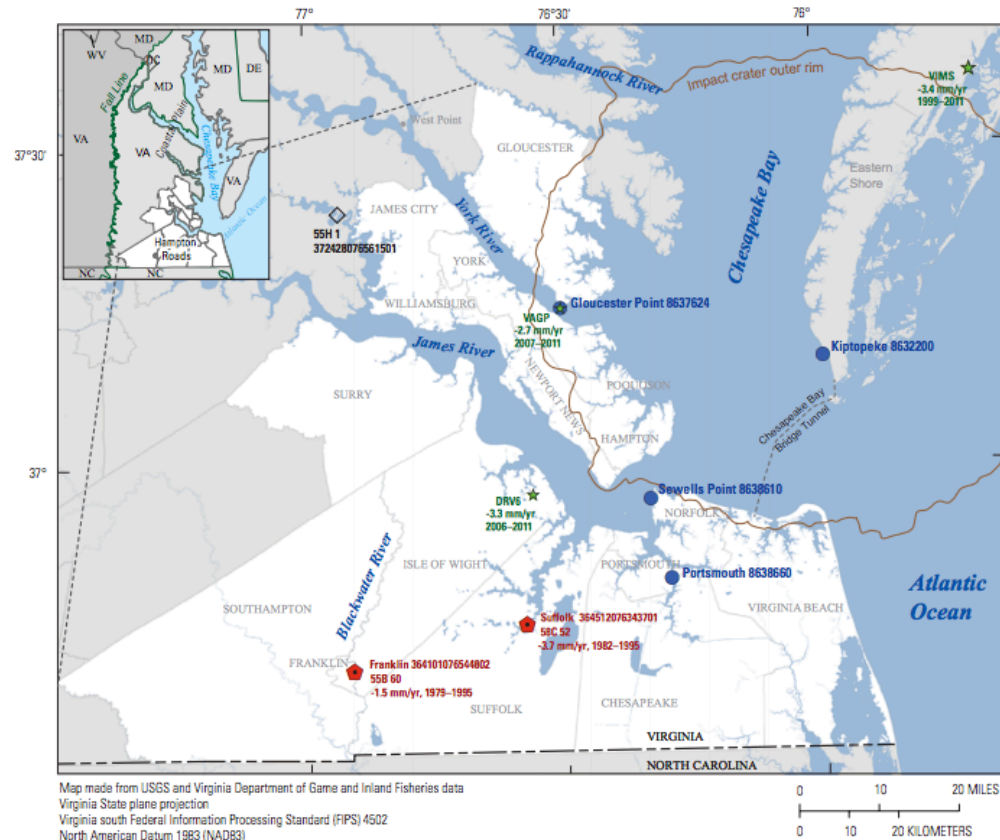 77°
76°30'
76°
37°30'
37°
MD
WV
DC
MD
MD
DE
Fall Line
VA
VA
Coastal Plain
Chesapeake Bay
VA
Atlantic Ocean
Hampton
Roads
NC
NC
Rappahannock River
Impact crater outer rim
VIMS
-3.4 mm/yr
1999–2011
West Point
GLOUCESTER
Eastern
Shore
Chesapeake Bay
JAMES CITY
York River
55H 1
372428076561501
YORK
WILLIAMSBURG
Gloucester Point 8637624
VAGP
-2.7 mm/yr
2007–2011
James River
Kiptopeke 8632200
NEWPORT NEWS
POQUOSON
SURRY
Chesapeake Bay
Bridge Tunnel
HAMPTON
DRV6
-3.3 mm/yr
2006–2011
Sewells Point 8638610
NORFOLK
Blackwater River
ISLE OF WIGHT
PORTSMOUTH
Portsmouth 8638660
Atlantic
Ocean
SOUTHAMPTON
VIRGINIA BEACH
Suffolk 364512076343701
58C 52
-3.7 mm/yr, 1982–1995
FRANKLIN
Franklin 364101076544802
55B 60
-1.5 mm/yr, 1979–1995
SUFFOLK
CHESAPEAKE
VIRGINIA
NORTH CAROLINA
Map made from USGS and Virginia Department of Game and Inland Fisheries data
Virginia State plane projection
Virginia south Federal Information Processing Standard (FIPS) 4502
North American Datum 1983 (NAD83)
0 10 20 MILES
0 10 20 KILOMETERS